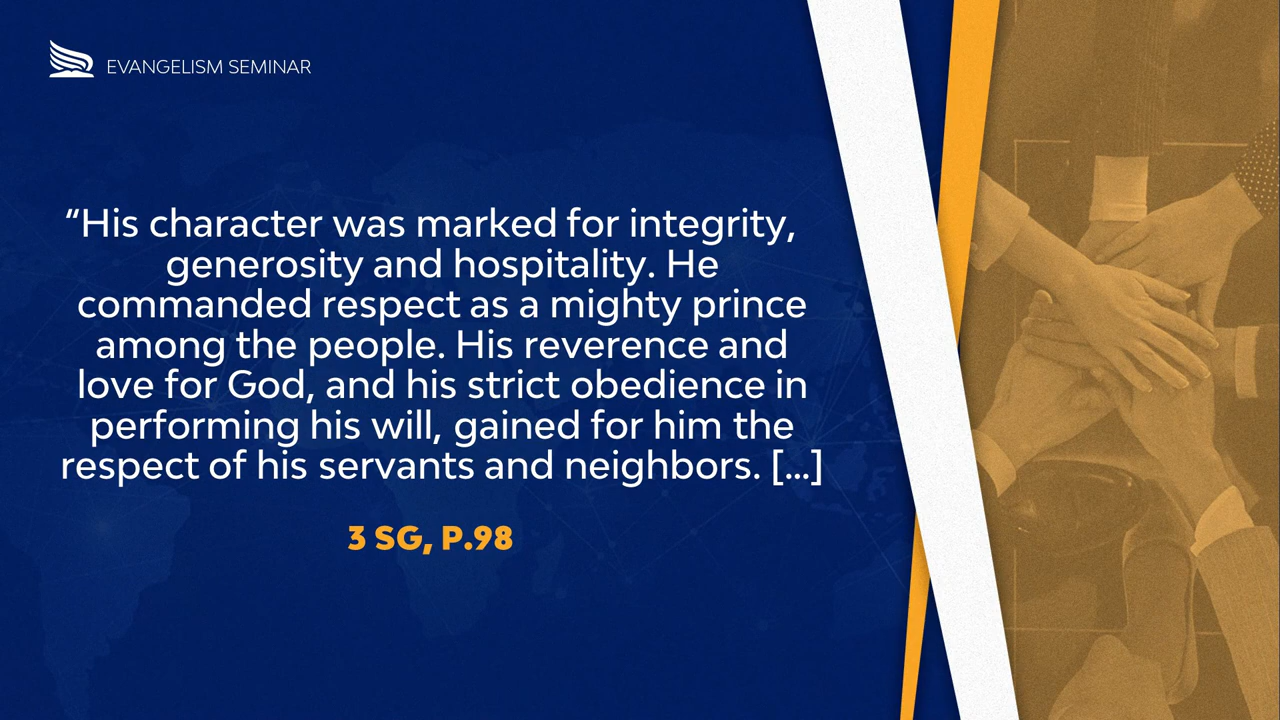 EVANGELISM SEMINAR
“His character was marked for integrity,
generosity and hospitality. He
commanded respect as a mighty prince
among the people. His reverence and
love for God, and his strict obedience in
performing his will, gained for him the
respect of his servants and neighbors. [...]
3 SG, P.98